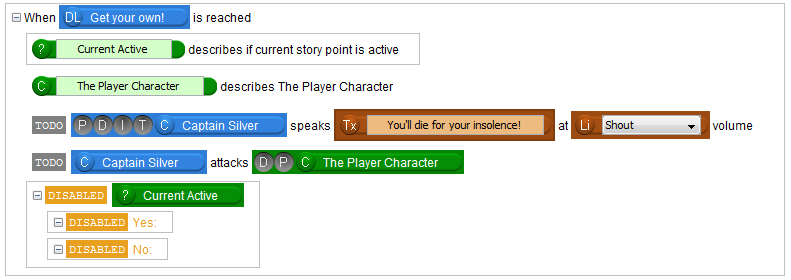 When DL Get your own! is reached
? Current Active describes if current story point is active
C The Player Character describes The Player Character
TODO P D I T C Captain Silver speaks Tx You'll die for your insolence! at Li Shout volume
TODO C Captain Silver attacks D P C The Player Character
DISABLED ? Current Active
DISABLED Yes:
DISABLED No: